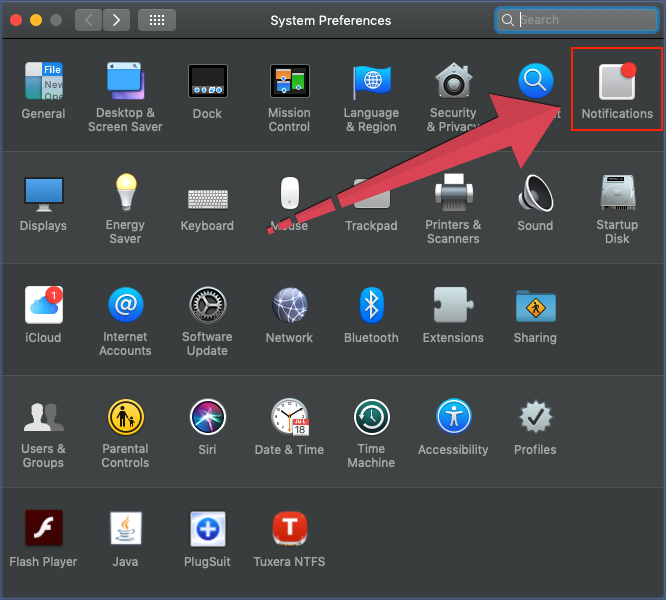 System Preferences
Search
File
New
Ope
General
Desktop &
Screen Saver
Dock
Mission
Control
Language
& Region
Security
& Privacy
Notifications
Displays
Energy
Saver
Keyboard
Mouse
Trackpad
Printers &
Scanners
Sound
Startup
Disk
1
iCloud
@
Internet
Accounts
Software
Update
Network
Bluetooth
Extensions
Sharing
Users &
Groups
Parental
Controls
Siri
JUL
18
Date & Time
Time
Machine
Accessibility
Profiles
Flash Player
Java
PlugSuit
T
Tuxera NTFS